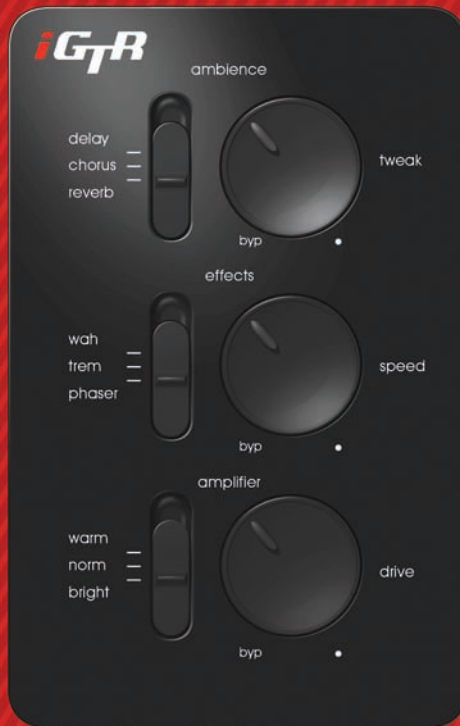 iGTR
ambience
delay
chorus
reverb
tweak
byp
effects
wah
trem
phaser
speed
byp
amplifier
warm
norm
bright
drive
byp